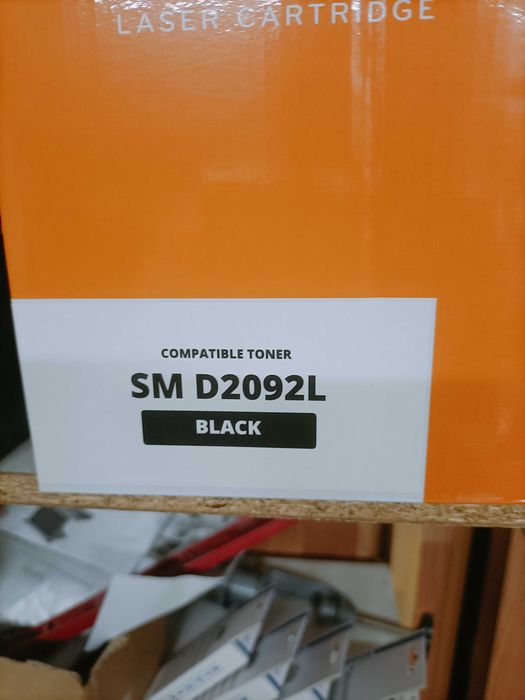 LASER CARTRIDGE
COMPATIBLE TONER
SM D2092L
BLACK